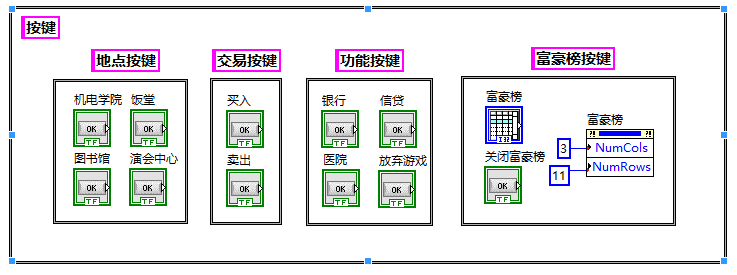 按键
地点按键
交易按键
功能按键
富豪榜按键
机电学院
饭堂
OK
TF
OK
TF
图书馆
演会中心
OK
TF
OK
TF
买入
OK
TF
卖出
OK
TF
银行
信贷
OK
TF
OK
TF
医院
放弃游戏
OK
TF
OK
TF
富豪榜
关闭富豪榜
OK
TF
富豪榜
3
NumCols
11
NumRows